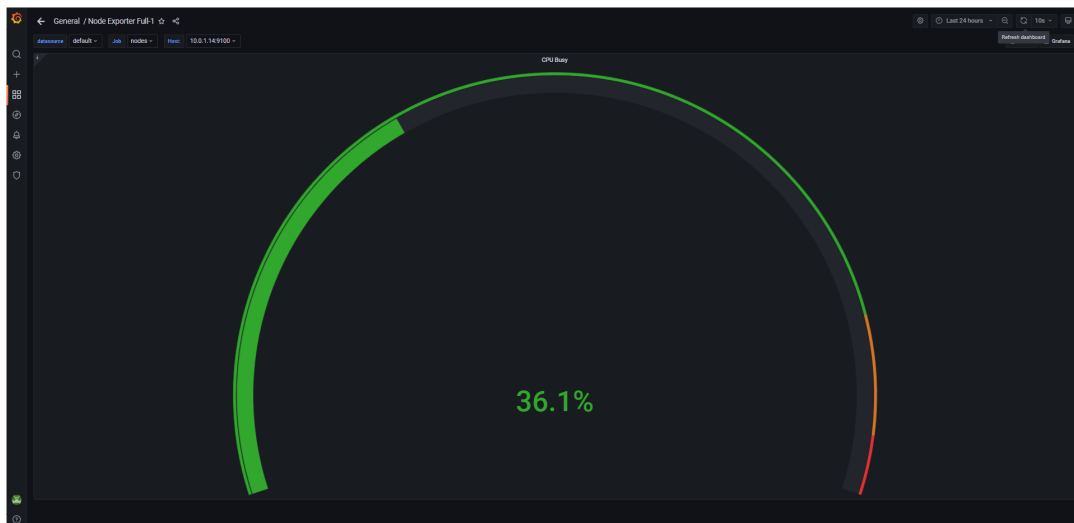 General / Node Exporter Full-1
Last 24 hours
10s
datasource default
Job nodes
Host 10.0.1.14:9100
Refresh dashboard
Grafana
CPU Busy
36.1%